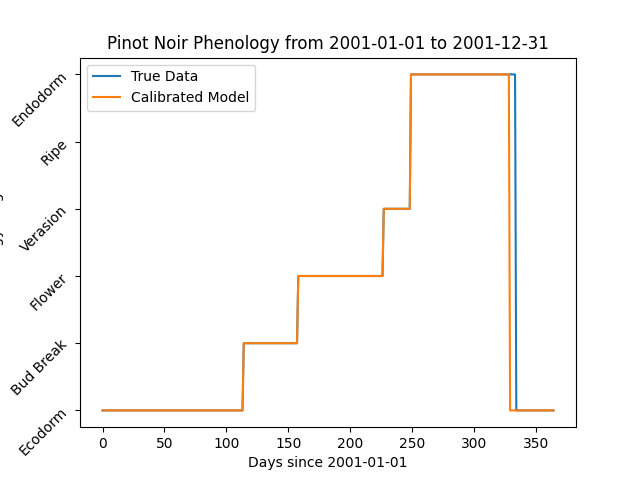 Pinot Noir Phenology from 2001-01-01 to 2001-12-31
True Data
Calibrated Model
Endodorm
Ripe
Verasion
Flower
Bud Break
Ecodorm
0 50 100 150 200 250 300 350
Days since 2001-01-01